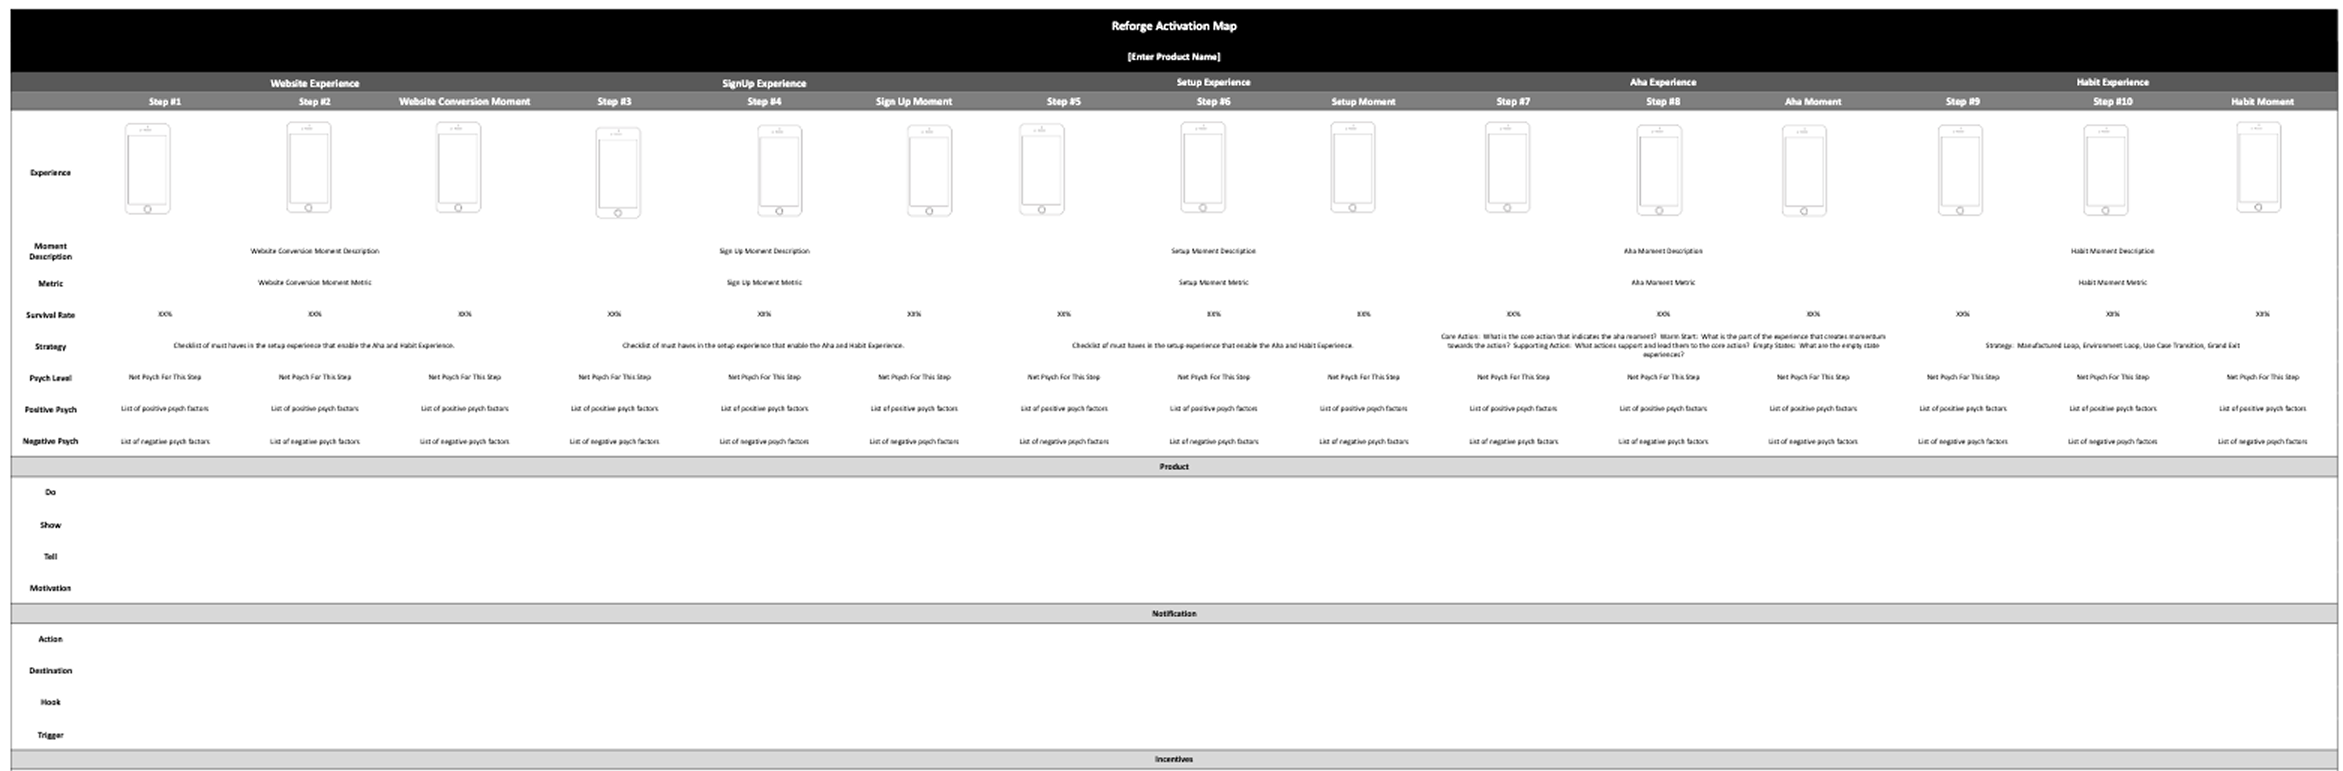 Reforge Activation Map
[Enter Product Name]
Website Experience SignUp Experience Setup Experience Aha Experience Habit Experience
Step #1 Step #2 Website Conversion Moment Step #3 Step #4 Sign Up Moment Step #5 Step #6 Setup Moment Step #7 Step #8 Aha Moment Step #9 Step #10 Habit Moment
Experience
Moment
Description
Website Conversion Moment Description Sign Up Moment Description Setup Moment Description Aha Moment Description Habit Moment Description
Metric Website Conversion Moment Metric Sign Up Moment Metric Setup Moment Metric Aha Moment Metric Habit Moment Metric
Survival Rate XX% XX% XX% XX% XX% XX% XX% XX% XX% XX% XX% XX% XX% XX% XX%
Strategy Checklist of must haves in the setup experience that enable the Aha and Habit Experience. Checklist of must haves in the setup experience that enable the Aha and Habit Experience. Checklist of must haves in the setup experience that enable the Aha and Habit Experience.
Core Action: What is the core action that indicates the aha moment? Warm Start: What is the part of the experience that creates momentum
towards the action? Supporting Action: What actions support and lead them to the core action? Empty States: What are the empty state
experiences?
Strategy: Manufactured Loop, Environment Loop, Use Case Transition, Grand Exit
Psych Level Net Psych For This Step Net Psych For This Step Net Psych For This Step Net Psych For This Step Net Psych For This Step Net Psych For This Step Net Psych For This Step Net Psych For This Step Net Psych For This Step Net Psych For This Step Net Psych For This Step Net Psych For This Step Net Psych For This Step Net Psych For This Step Net Psych For This Step
Positive Psych List of positive psych factors List of positive psych factors List of positive psych factors List of positive psych factors List of positive psych factors List of positive psych factors List of positive psych factors List of positive psych factors List of positive psych factors List of positive psych factors List of positive psych factors List of positive psych factors List of positive psych factors List of positive psych factors List of positive psych factors
Negative Psych List of negative psych factors List of negative psych factors List of negative psych factors List of negative psych factors List of negative psych factors List of negative psych factors List of negative psych factors List of negative psych factors List of negative psych factors List of negative psych factors List of negative psych factors List of negative psych factors List of negative psych factors List of negative psych factors List of negative psych factors
Product
Do
Show
Tell
Motivation
Notification
Action
Destination
Hook
Trigger
Incentives